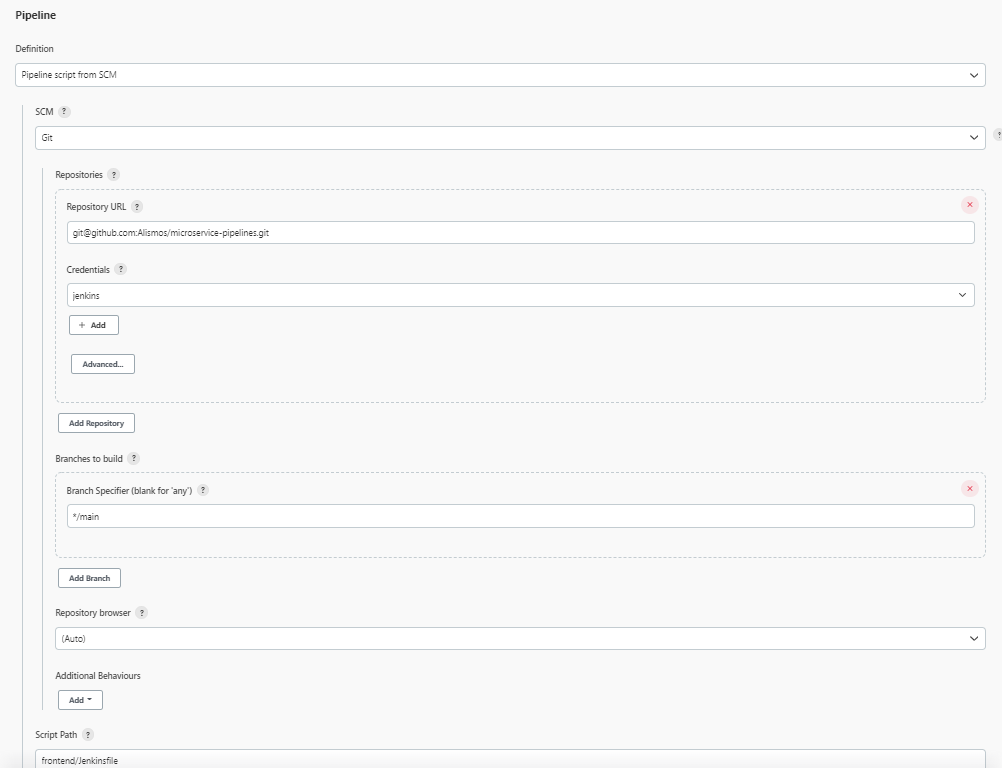 Pipeline
Definition
Pipeline script from SCM
SCM ?
Git
?
Repositories ?
Repository URL ?
×
git@github.com:Alismos/microservice-pipelines.git
Credentials ?
jenkins
+ Add
Advanced...
Add Repository
Branches to build ?
Branch Specifier (blank for 'any') ?
×
*/main
Add Branch
Repository browser ?
(Auto)
Additional Behaviours
Add
Script Path ?
frontend/Jenkinsfile